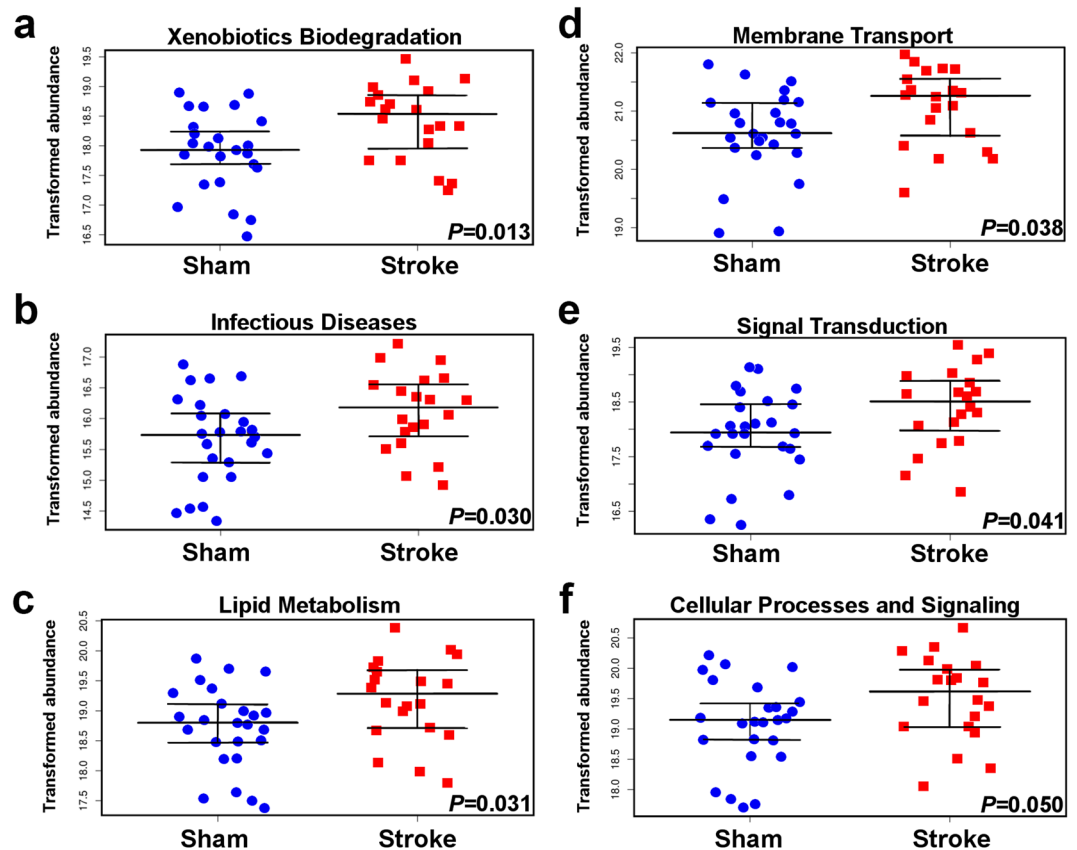 a
Xenobiotics Biodegradation
Transformed abundance
19.5
19.0
18.5
18.0
17.5
17.0
16.5
P=0.013
Sham Stroke
b
Infectious Diseases
Transformed abundance
17.0
16.5
16.0
15.5
15.0
14.5
P=0.030
Sham Stroke
c
Lipid Metabolism
Transformed abundance
20.5
20.0
19.5
19.0
18.5
18.0
17.5
P=0.031
Sham Stroke
d
Membrane Transport
Transformed abundance
22.0
21.0
20.0
19.0
P=0.038
Sham Stroke
e
Signal Transduction
Transformed abundance
19.5
18.5
17.5
16.5
P=0.041
Sham Stroke
f
Cellular Processes and Signaling
Transformed abundance
20.5
20.0
19.5
19.0
18.0
P=0.050
Sham Stroke